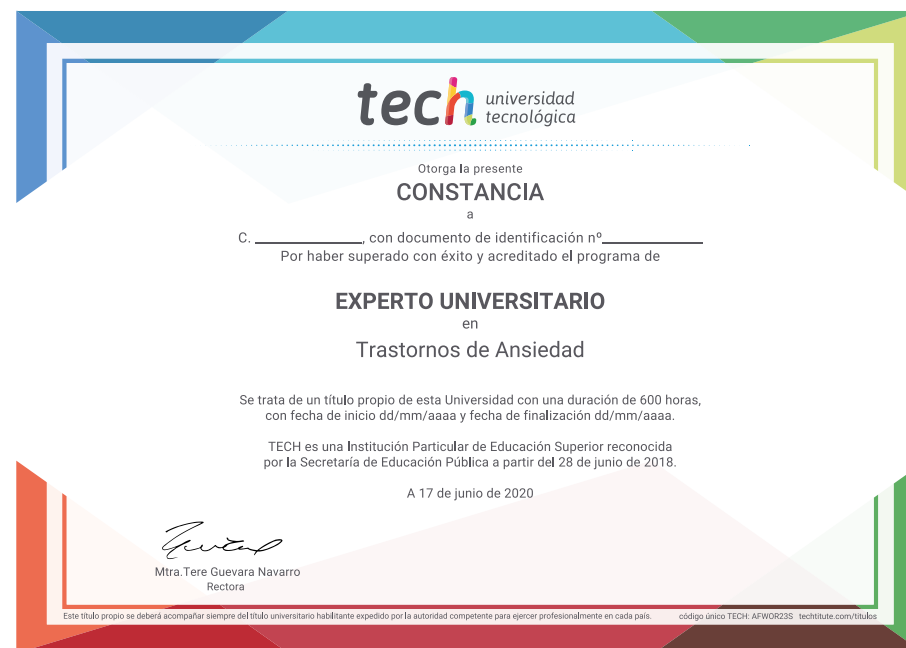 tech universidad
tecnológica
Otorga la presente
CONSTANCIA
a
C. ____________, con documento de identificación nº____________
Por haber superado con éxito y acreditado el programa de
EXPERTO UNIVERSITARIO
en
Trastornos de Ansiedad
Se trata de un título propio de esta Universidad con una duración de 600 horas,
con fecha de inicio dd/mm/aaaa y fecha de finalización dd/mm/aaaa.
TECH es una Institución Particular de Educación Superior reconocida
por la Secretaría de Educación Pública a partir del 28 de junio de 2018.
A 17 de junio de 2020
Mtra.Tere Guevara Navarro
Rectora
Este título propio se deberá acompañar siempre del título universitario habilitante expedido por la autoridad competente para ejercer profesionalmente en cada país. código único TECH: AFWOR23S techtitute.com/títulos